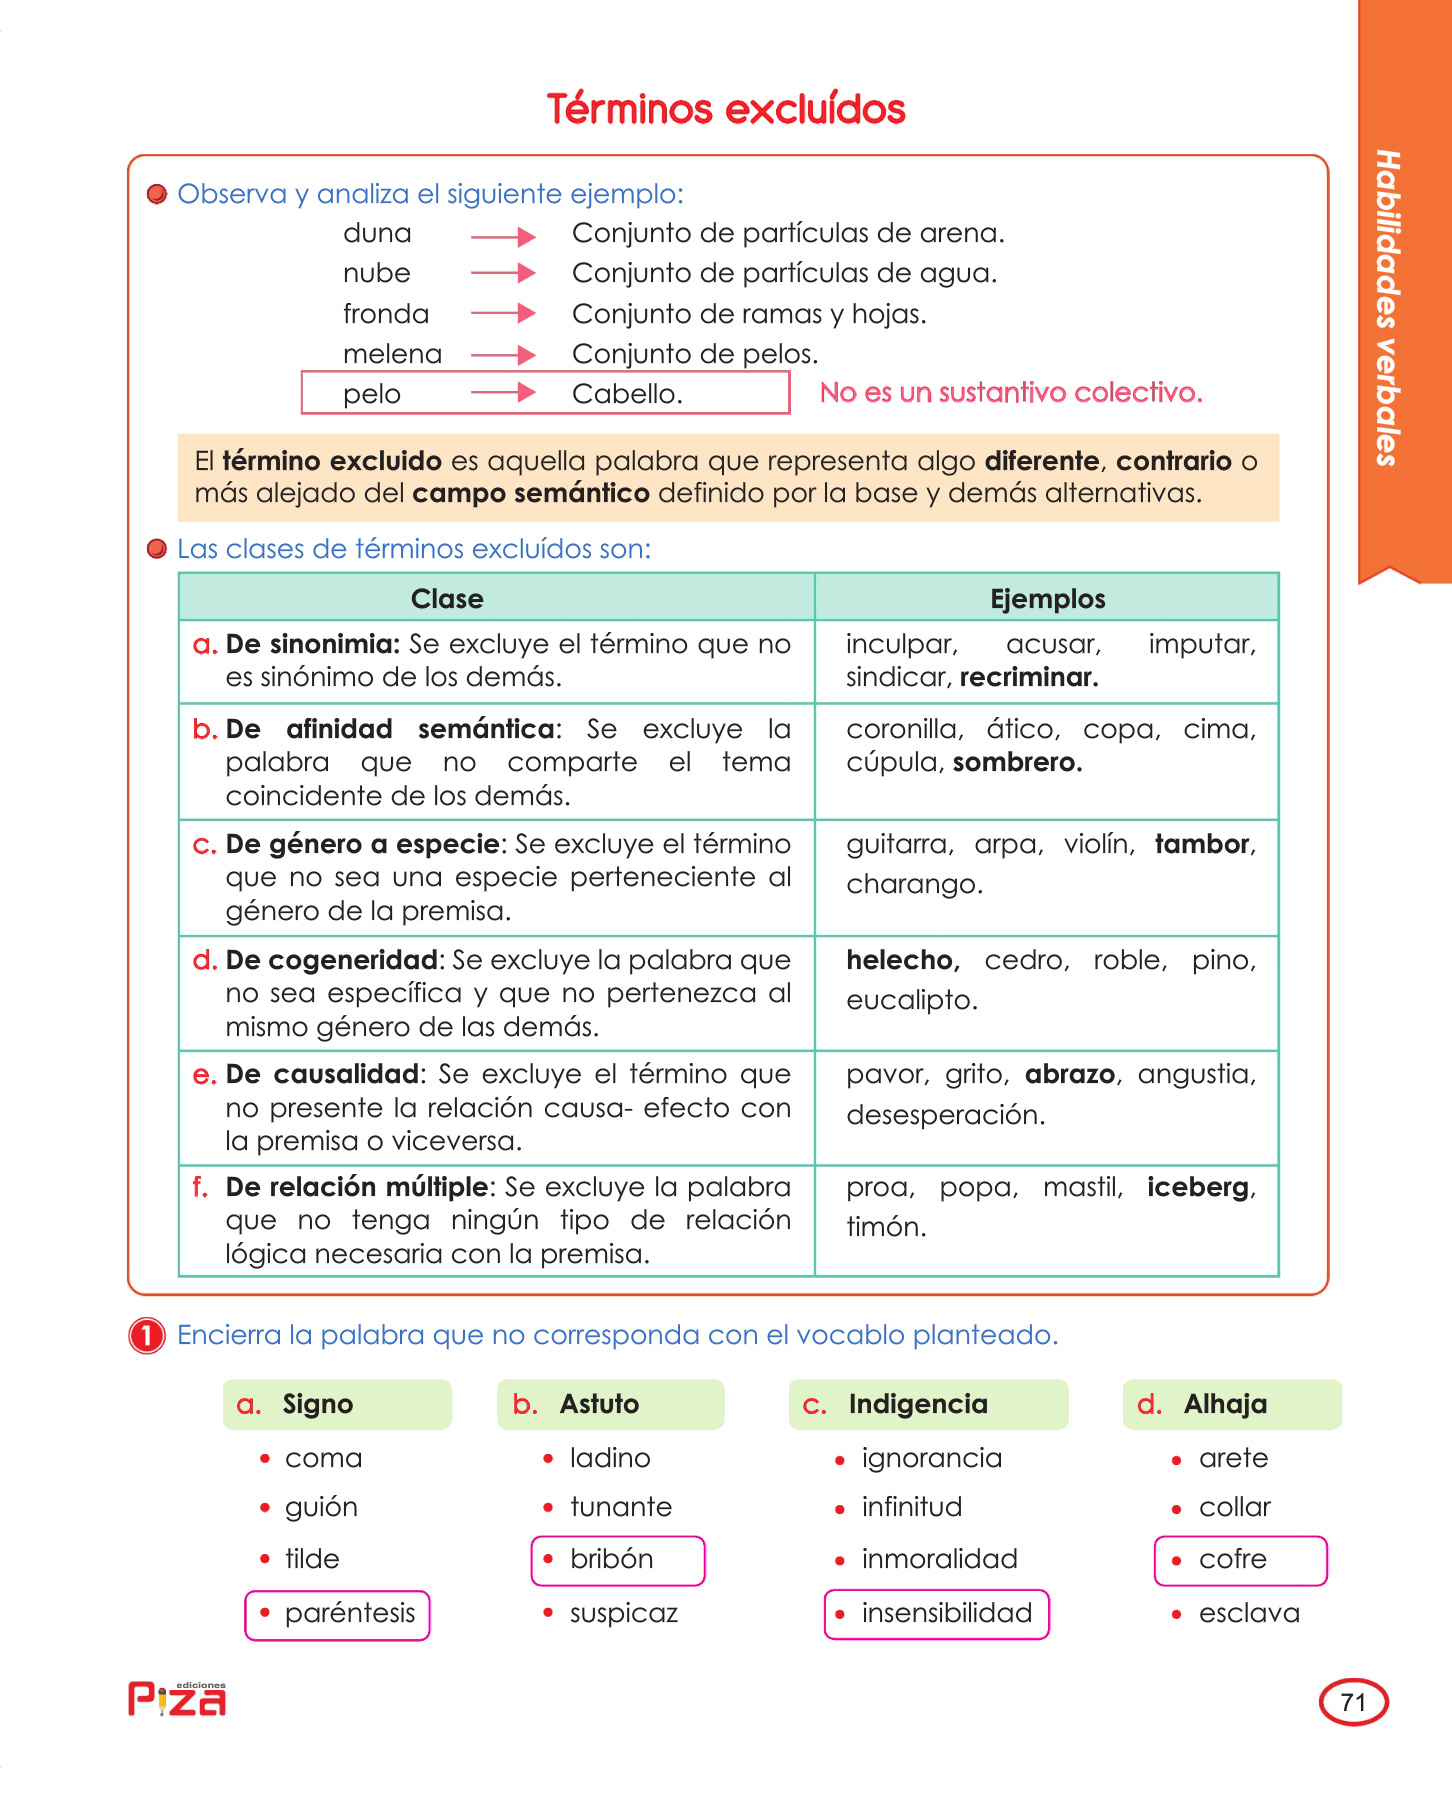 Términos excluídos
Habilidades verbales
Observa y analiza el siguiente ejemplo:
duna Conjunto de partículas de arena.
nube Conjunto de partículas de agua.
fronda Conjunto de ramas y hojas.
melena Conjunto de pelos.
pelo Cabello. No es un sustantivo colectivo.
El término excluido es aquella palabra que representa algo diferente, contrario o
más alejado del campo semántico definido por la base y demás alternativas.
Las clases de términos excluídos son:
Clase Ejemplos
a. De sinonimia: Se excluye el término que no
es sinónimo de los demás.
inculpar, acusar, imputar,
sindicar, recriminar.
b. De afinidad semántica: Se excluye la
palabra que no comparte el tema
coincidente de los demás.
coronilla, ático, copa, cima,
cúpula, sombrero.
c. De género a especie: Se excluye el término
que no sea una especie perteneciente al
género de la premisa.
guitarra, arpa, violín, tambor,
charango.
d. De cogeneridad: Se excluye la palabra que
no sea específica y que no pertenezca al
mismo género de las demás.
helecho, cedro, roble, pino,
eucalipto.
e. De causalidad: Se excluye el término que
no presente la relación causa- efecto con
la premisa o viceversa.
pavor, grito, abrazo, angustia,
desesperación.
f. De relación múltiple: Se excluye la palabra
que no tenga ningún tipo de relación
lógica necesaria con la premisa.
proa, popa, mastil, iceberg,
timón.
1 Encierra la palabra que no corresponda con el vocablo planteado.
a. Signo
• coma
• guión
• tilde
• paréntesis
b. Astuto
• ladino
• tunante
• bribón
• suspicaz
c. Indigencia
• ignorancia
• infinitud
• inmoralidad
• insensibilidad
d. Alhaja
• arete
• collar
• cofre
• esclava
ediciones
Piza
71